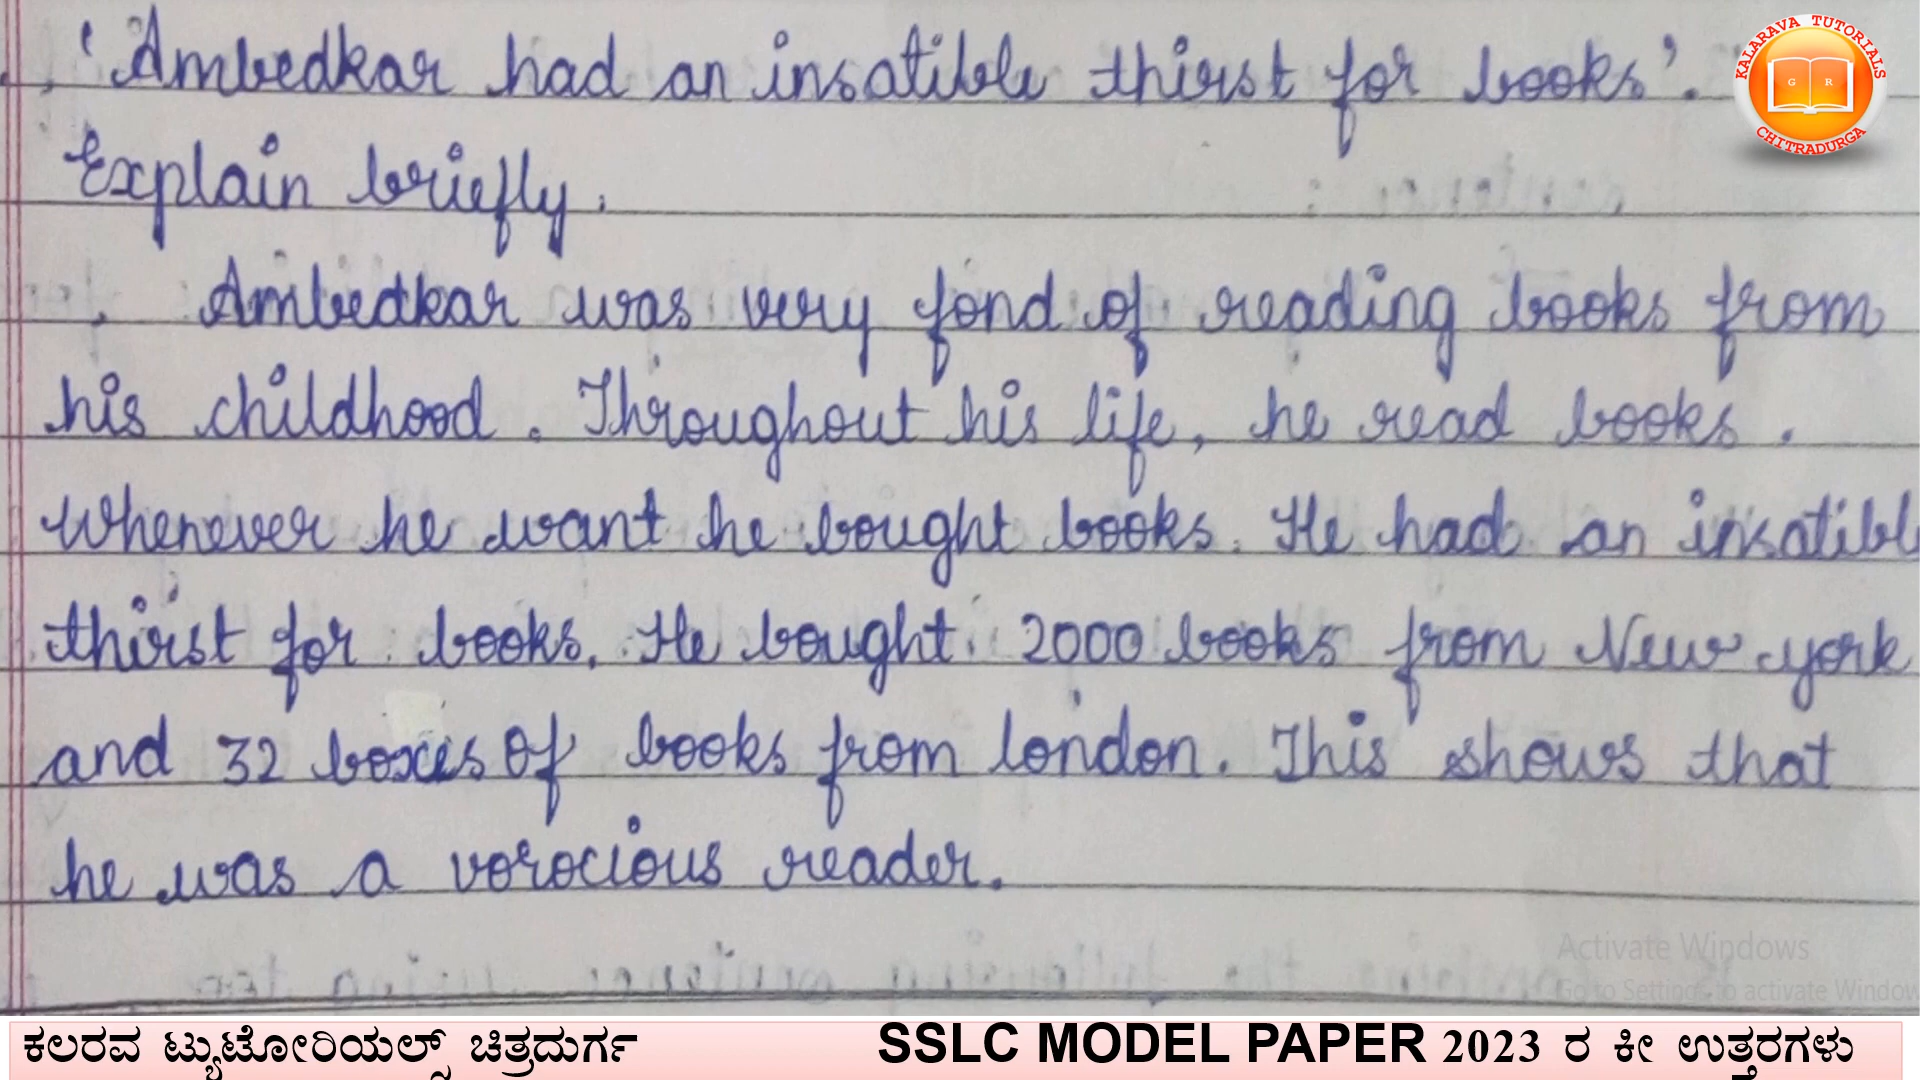 'Ambedkar had an insatible thirst for books'.
Explain briefly.
Ambedkar was very fond of reading books from
his childhood. Throughout his life, he read books.
Whenever he want he bought books. He had an insatibl
thirst for books. He bought 2000 books from New york
and 32 boxes of books from london. This shows that
he was a vorocious reader.
KALARAVA TUTORIALS
G R
CHITRADURGA
Activate Windows
Go to Settings to activate Window
ಕಲರವ ಟ್ಯುಟೋರಿಯಲ್ಸ್ ಚಿತ್ರದುರ್ಗ
SSLC MODEL PAPER 2023 ರ ಕೀ ಉತ್ತರಗಳು